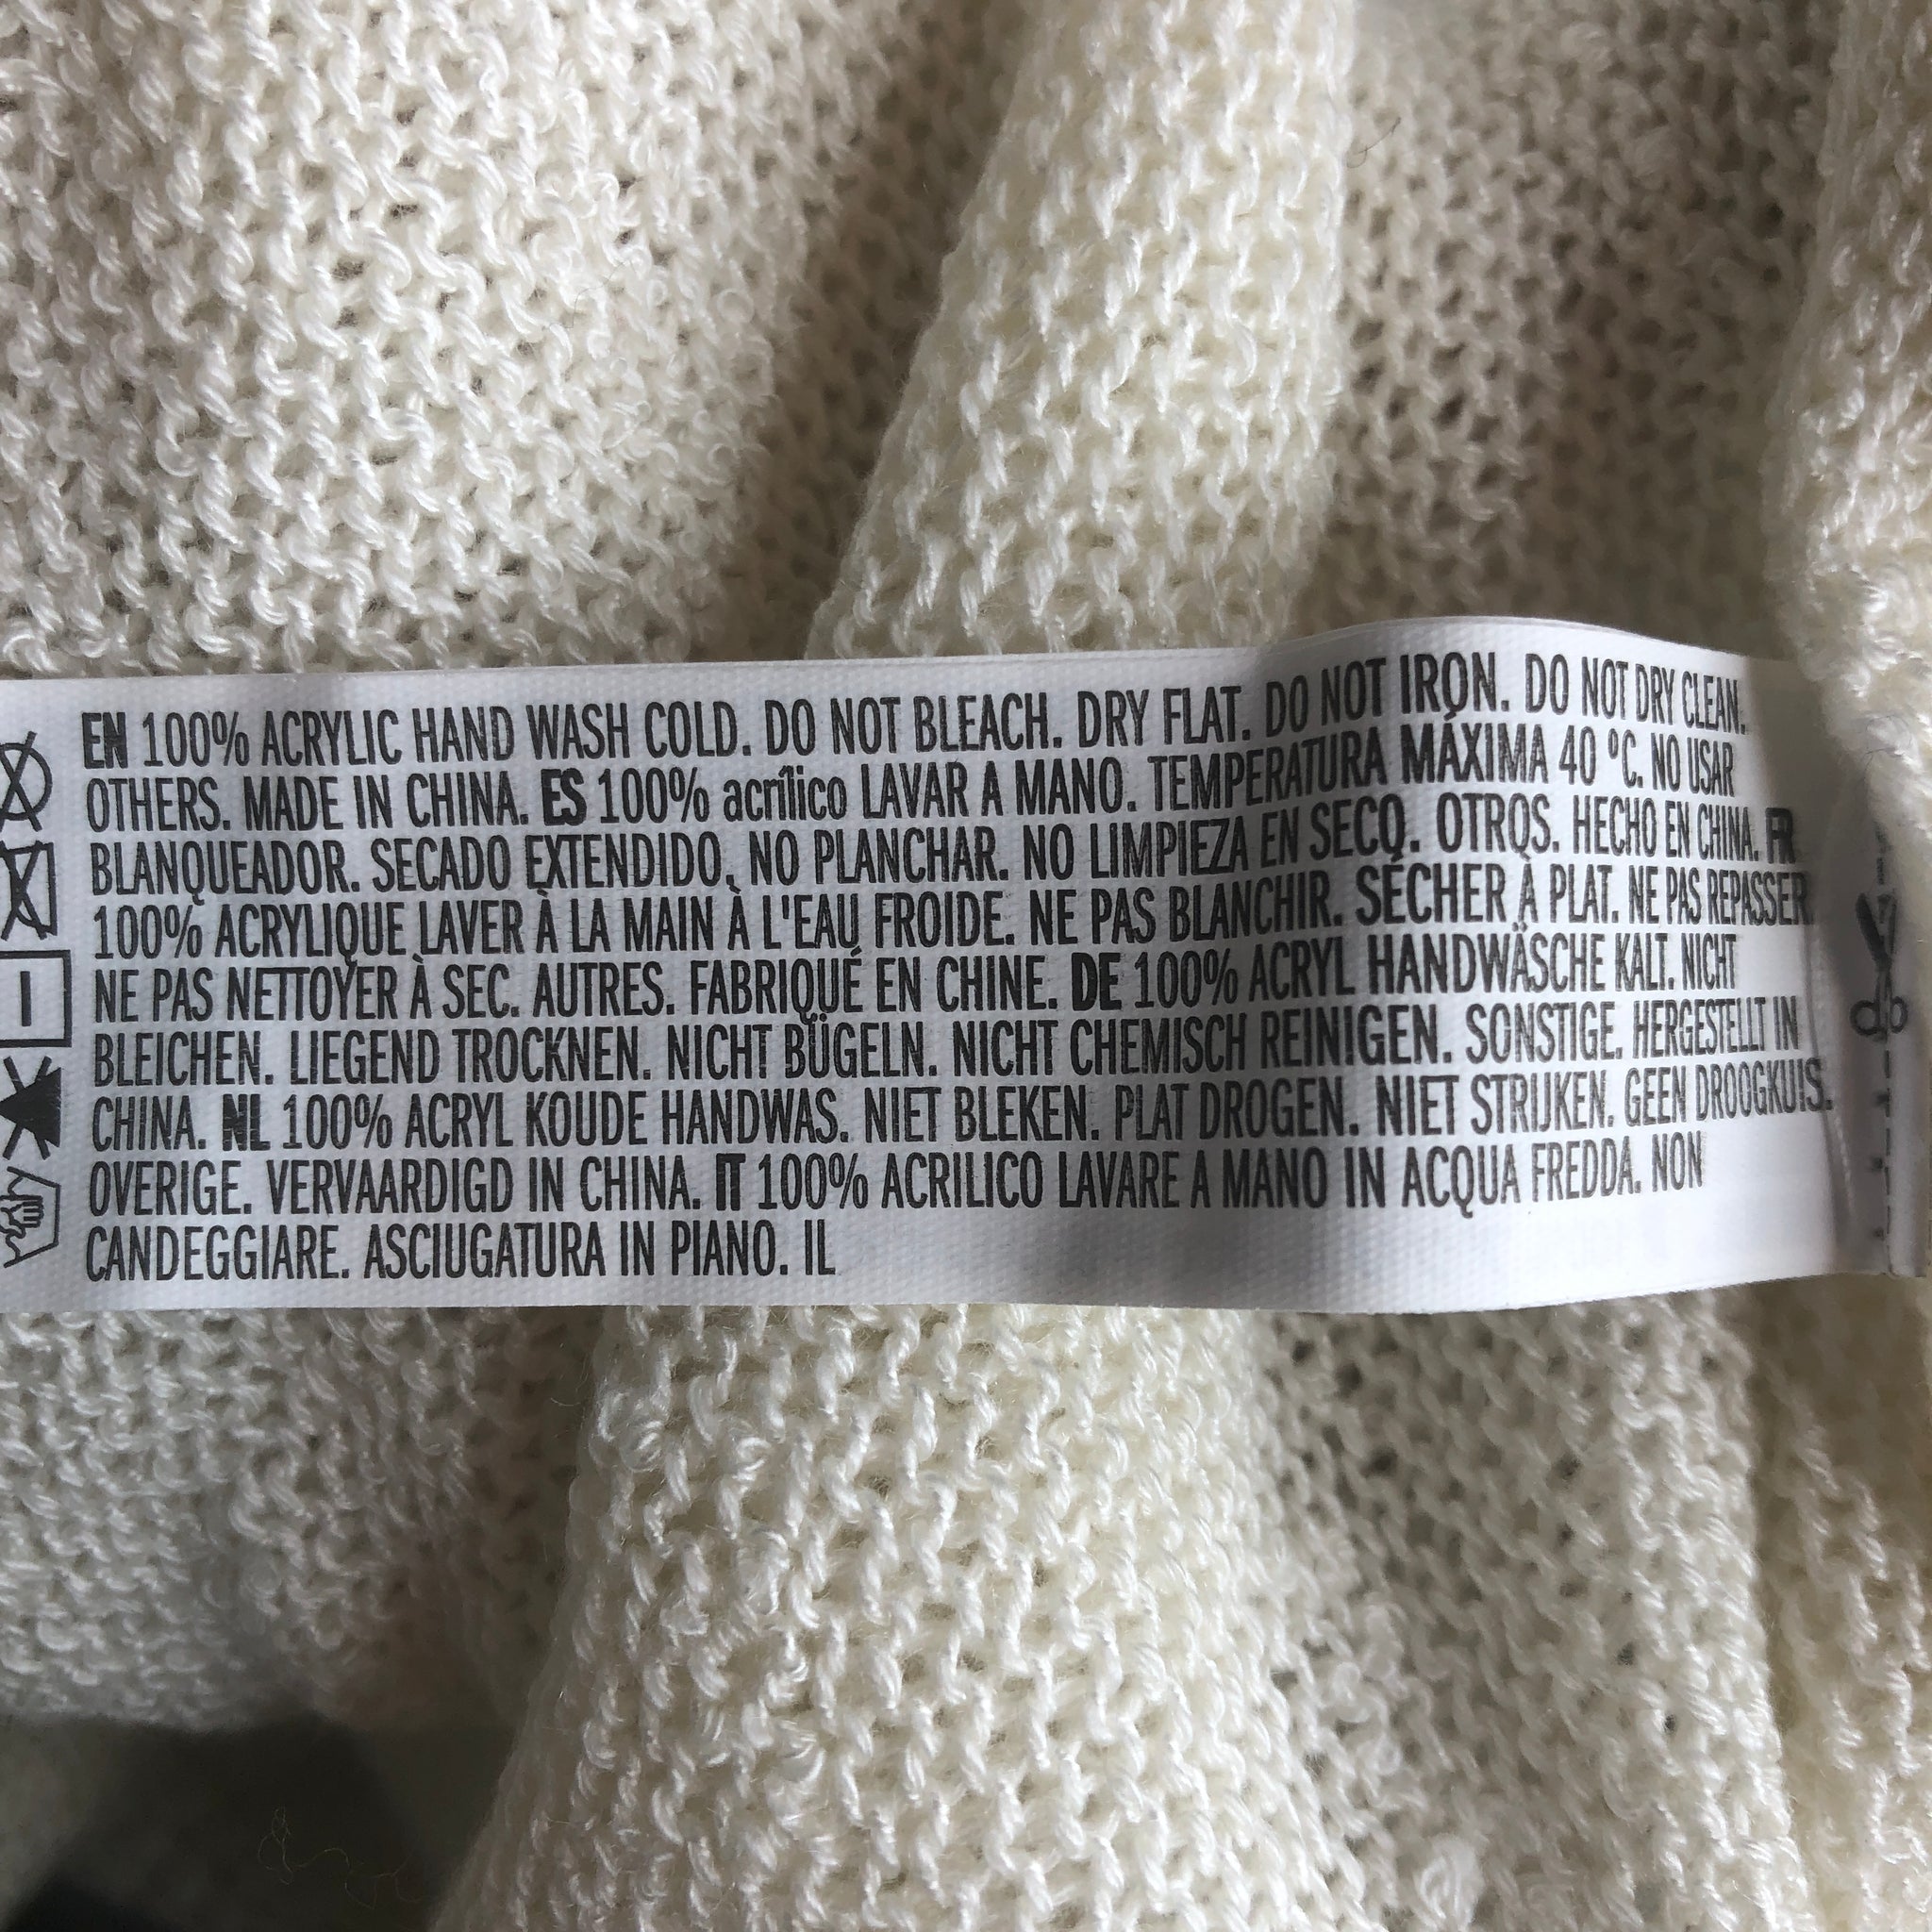 EN 100% ACRYLIC HAND WASH COLD. DO NOT BLEACH. DRY FLAT. DO NOT IRON. DO NOT DRY CLEAN.
OTHERS. MADE IN CHINA. ES 100% acrílico LAVAR A MANO. TEMPERATURA MÁXIMA 40 ºC. NO USAR
BLANQUEADOR. SECADO EXTENDIDO, NO PLANCHAR. NO LIMPIEZA EN SECO. OTROS. HECHO EN CHINA. FR
100% ACRYLIQUE LAVER À LA MAIN À L'EAU FROIDE. NE PAS BLANCHIR. SÉCHER À PLAT. NE PAS REPASSER.
NE PAS NETTOYER À SEC. AUTRES. FABRIQUÉ EN CHINE. DE 100% ACRYL HANDWÄSCHE KALT. NICHT
BLEICHEN. LIEGEND TROCKNEN. NICHT BÜGELN. NICHT CHEMISCH REINIGEN. SONSTIGE. HERGESTELLT IN
CHINA. NL 100% ACRYL KOUDE HANDWAS. NIET BLEKEN. PLAT DROGEN. NIET STRIJKEN. GEEN DROOGKUIS.
OVERIGE. VERVAARDIGD IN CHINA. IT 100% ACRILICO LAVARE A MANO IN ACQUA FREDDA. NON
CANDEGGIARE. ASCIUGATURA IN PIANO. IL